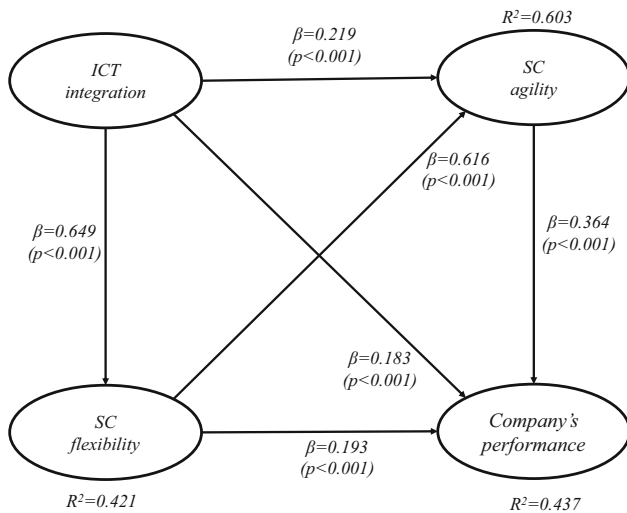 R²=0.603
β=0.219
(p<0.001)
ICT
integration
SC
agility
β=0.616
(p<0.001)
β=0.649
(p<0.001)
β=0.364
(p<0.001)
β=0.183
(p<0.001)
SC
flexibility
Company's
performance
β=0.193
(p<0.001)
R²=0.421
R²=0.437